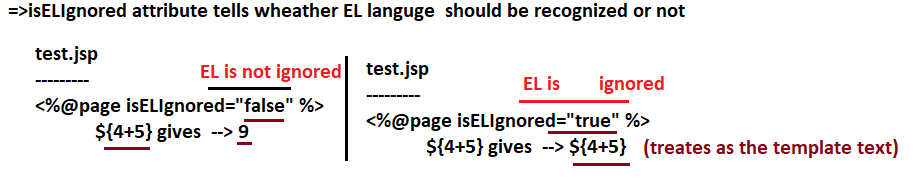 =>isELIgnored attribute tells wheather EL languge  should be recognized or not
test.jsp
---------
EL is not ignored
<%@page isELIgnored="false" %>
${4+5} gives  --> 9
test.jsp
---------
EL is        ignored
<%@page isELIgnored="true" %>
${4+5} gives  --> ${4+5}  (treates as the template text)